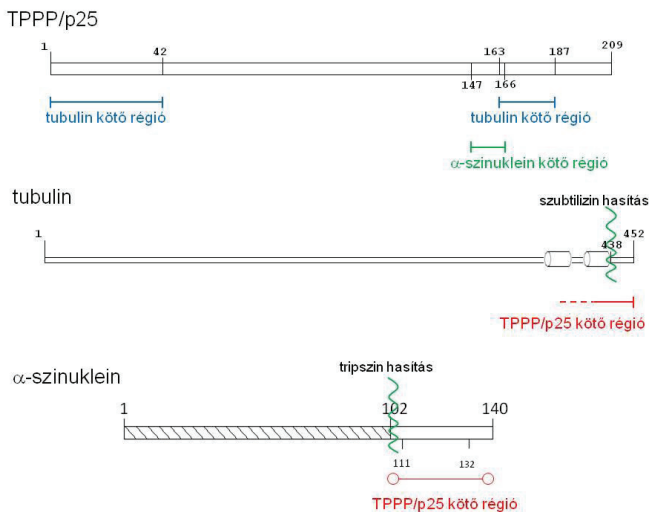 TPPP/p25
1 42 163 187 209
147 166
tubulin kötő régió tubulin kötő régió
α-szinuklein kötő régió
tubulin
szubtilizin hasítás
1 438 452
TPPP/p25 kötő régió
α-szinuklein
tripszin hasítás
1 102 140
111 132
TPPP/p25 kötő régió